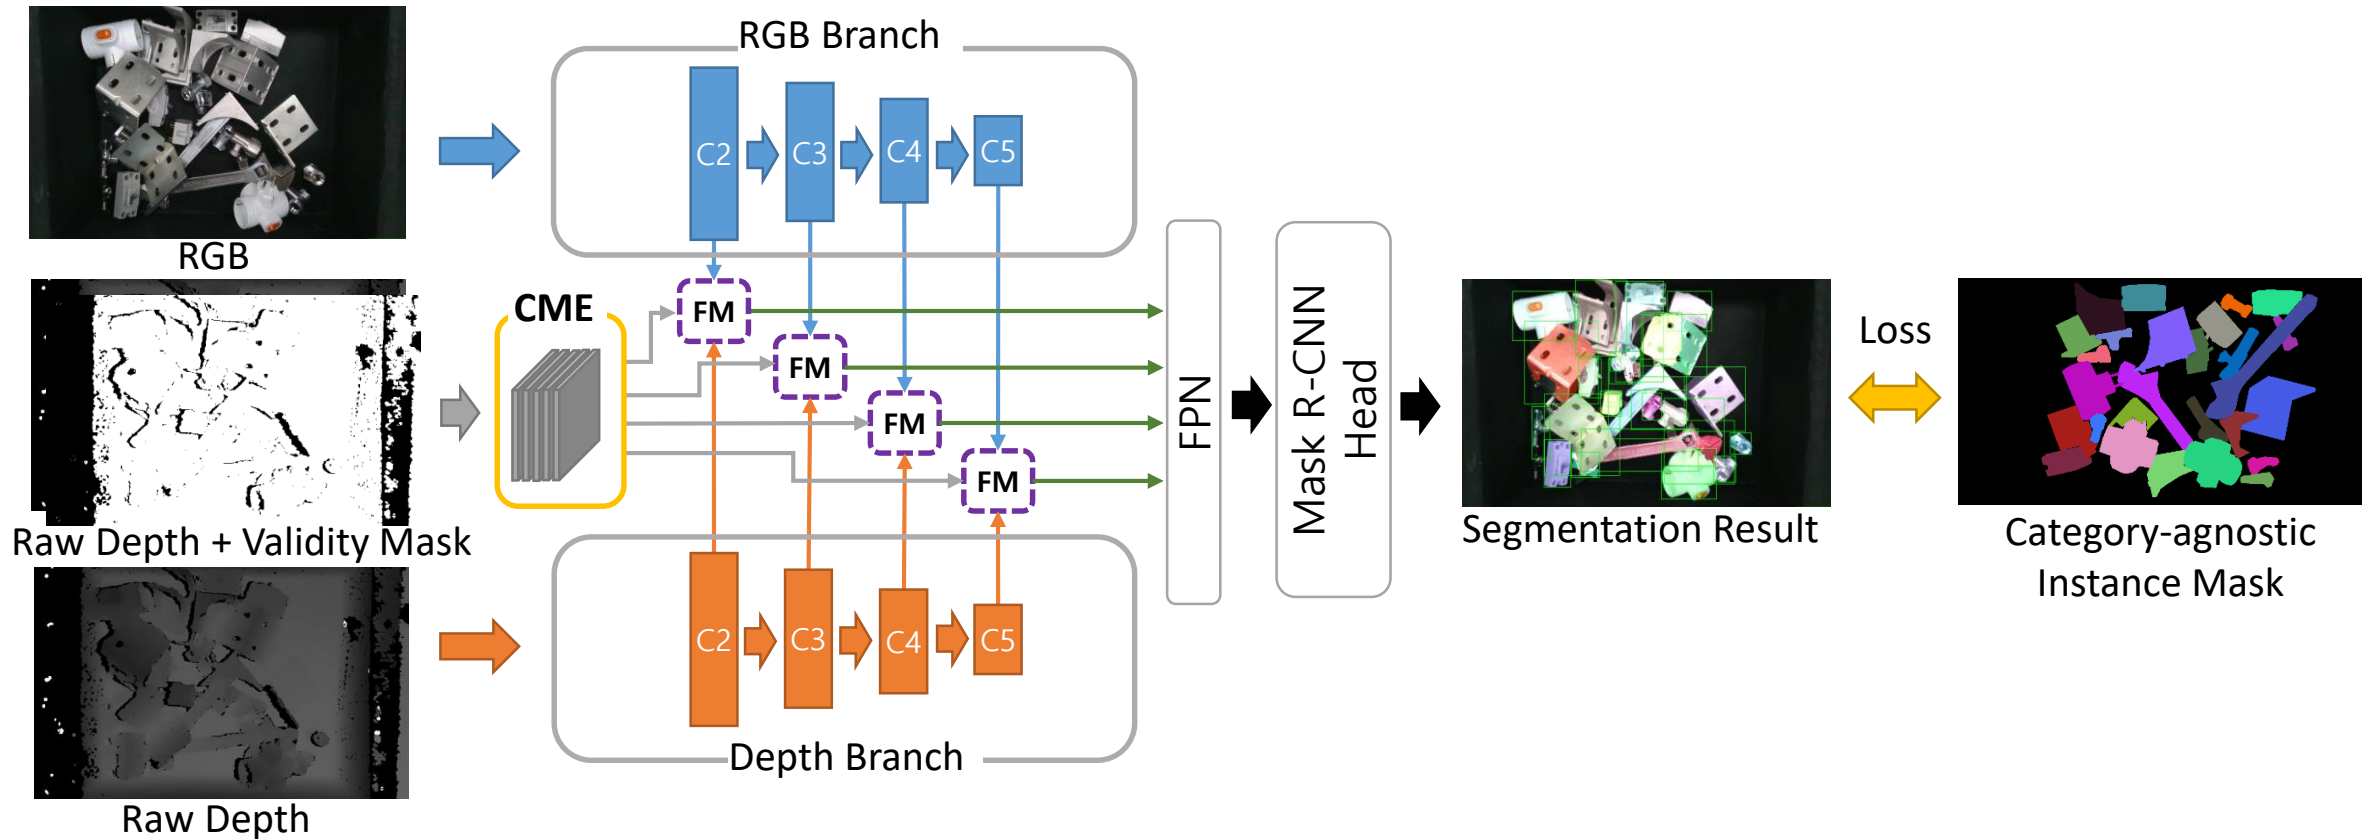 RGB
Raw Depth + Validity Mask
Raw Depth
RGB Branch
C2
C3
C4
C5
CME
FM
FM
FM
FM
C2
C3
C4
C5
Depth Branch
FPN
Mask R-CNN
Head
Segmentation Result
Loss
Category-agnostic
Instance Mask